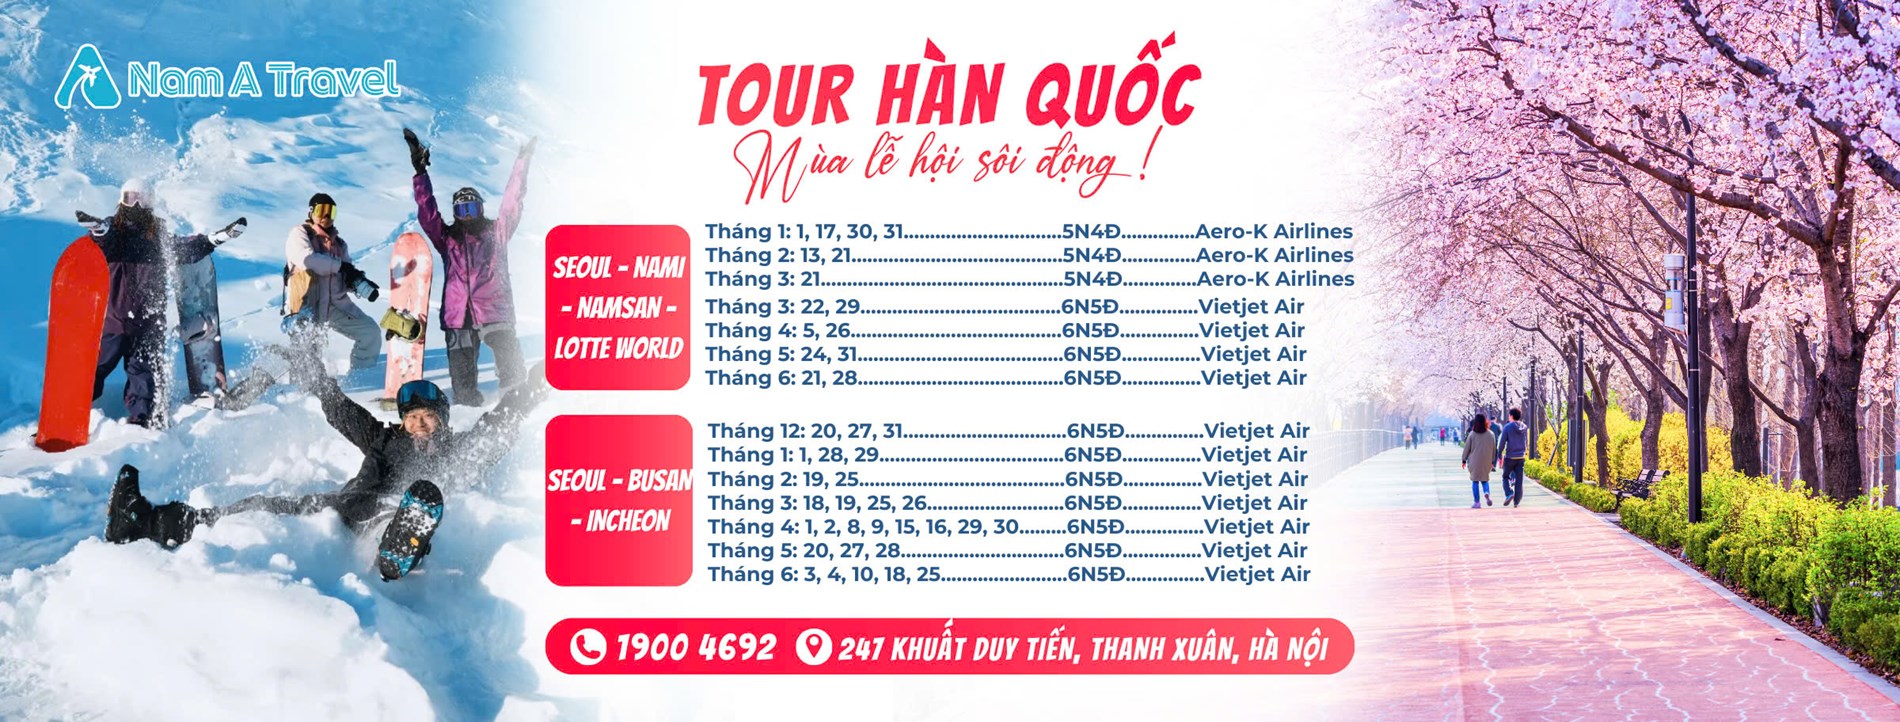 Nam A Travel
TOUR HÀN QUỐC
Mùa lễ hội sôi động!
SEOUL - NAMI
- NAMSAN -
LOTTE WORLD
Tháng 1: 1, 17, 30, 31..............................5N4Đ..............Aero-K Airlines
Tháng 2: 13, 21........................................5N4Đ..............Aero-K Airlines
Tháng 3: 21..............................................5N4Đ..............Aero-K Airlines
Tháng 3: 22, 29......................................6N5Đ...............Vietjet Air
Tháng 4: 5, 26........................................6N5Đ...............Vietjet Air
Tháng 5: 24, 31.......................................6N5Đ...............Vietjet Air
Tháng 6: 21, 28.......................................6N5Đ...............Vietjet Air
SEOUL - BUSAN
- INCHEON
Tháng 12: 20, 27, 31...............................6N5Đ...............Vietjet Air
Tháng 1: 1, 28, 29...................................6N5Đ...............Vietjet Air
Tháng 2: 19, 25.......................................6N5Đ...............Vietjet Air
Tháng 3: 18, 19, 25, 26..........................6N5Đ...............Vietjet Air
Tháng 4: 1, 2, 8, 9, 15, 16, 29, 30.........6N5Đ...............Vietjet Air
Tháng 5: 20, 27, 28...............................6N5Đ...............Vietjet Air
Tháng 6: 3, 4, 10, 18, 25........................6N5Đ...............Vietjet Air
1900 4692 247 KHUẤT DUY TIẾN, THANH XUÂN, HÀ NỘI